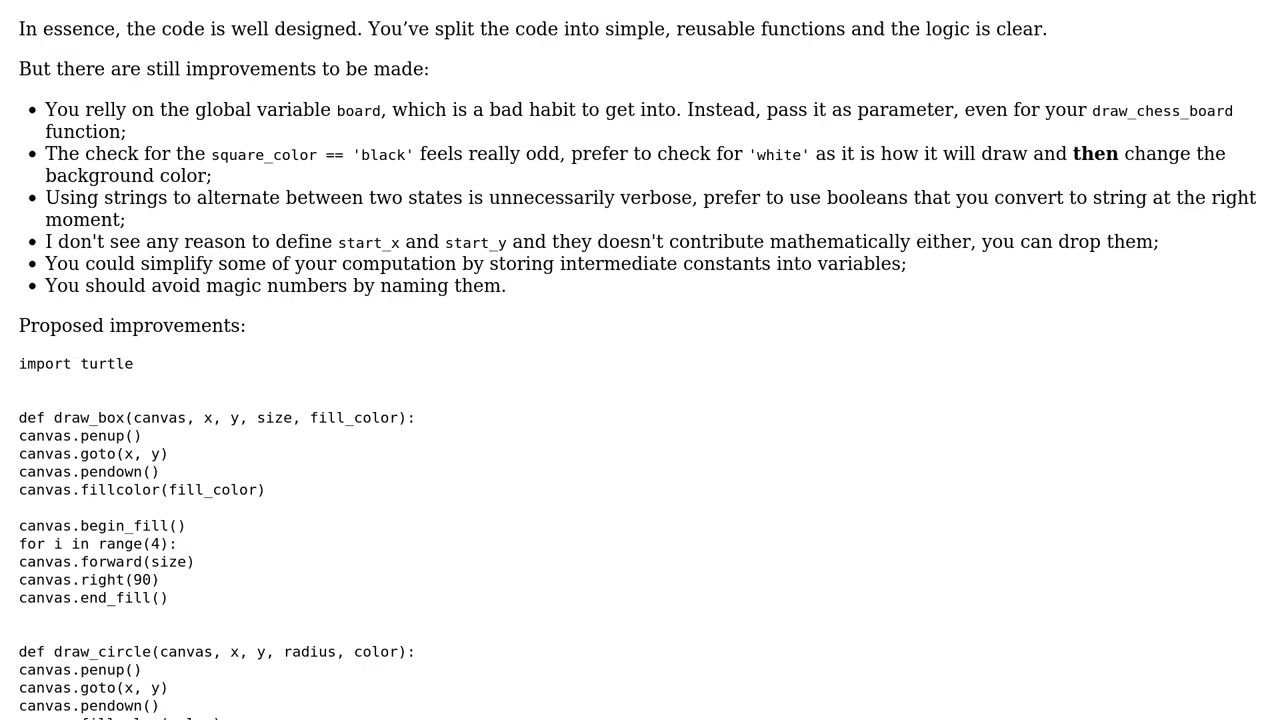 In essence, the code is well designed. You’ve split the code into simple, reusable functions and the logic is clear.
But there are still improvements to be made:
• You rely on the global variable board, which is a bad habit to get into. Instead, pass it as parameter, even for your draw_chess_board
function;
• The check for the square_color == 'black' feels really odd, prefer to check for 'white' as it is how it will draw and then change the
background color;
• Using strings to alternate between two states is unnecessarily verbose, prefer to use booleans that you convert to string at the right
moment;
• I don't see any reason to define start_x and start_y and they doesn't contribute mathematically either, you can drop them;
• You could simplify some of your computation by storing intermediate constants into variables;
• You should avoid magic numbers by naming them.
Proposed improvements:
import turtle
def draw_box(canvas, x, y, size, fill_color):
canvas.penup()
canvas.goto(x, y)
canvas.pendown()
canvas.fillcolor(fill_color)
canvas.begin_fill()
for i in range(4):
canvas.forward(size)
canvas.right(90)
canvas.end_fill()
def draw_circle(canvas, x, y, radius, color):
canvas.penup()
canvas.goto(x, y)
canvas.pendown()